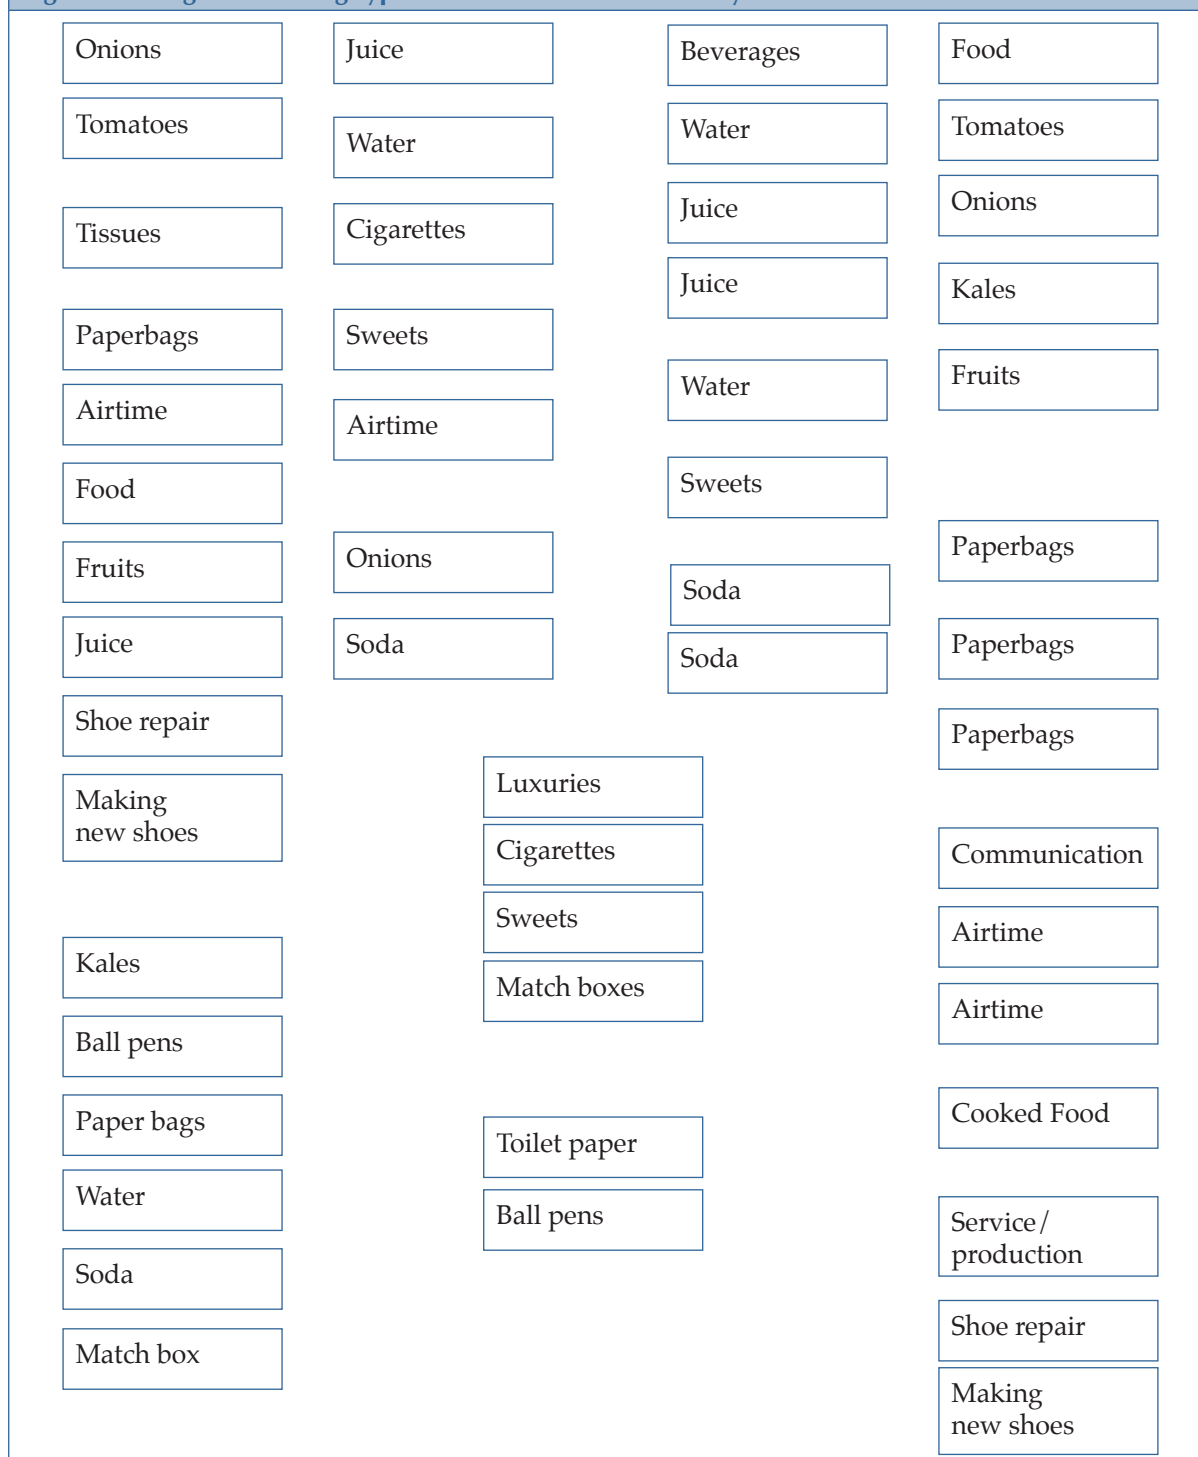 Onions
Tomatoes
Tissues
Paperbags
Airtime
Food
Fruits
Juice
Shoe repair
Making
new shoes
Kales
Ball pens
Paper bags
Water
Soda
Match box
Juice
Water
Cigarettes
Sweets
Airtime
Onions
Soda
Luxuries
Cigarettes
Sweets
Match boxes
Toilet paper
Ball pens
Beverages
Water
Juice
Juice
Water
Sweets
Soda
Soda
Food
Tomatoes
Onions
Kales
Fruits
Paperbags
Paperbags
Paperbags
Communication
Airtime
Airtime
Cooked Food
Service/
production
Shoe repair
Making
new shoes